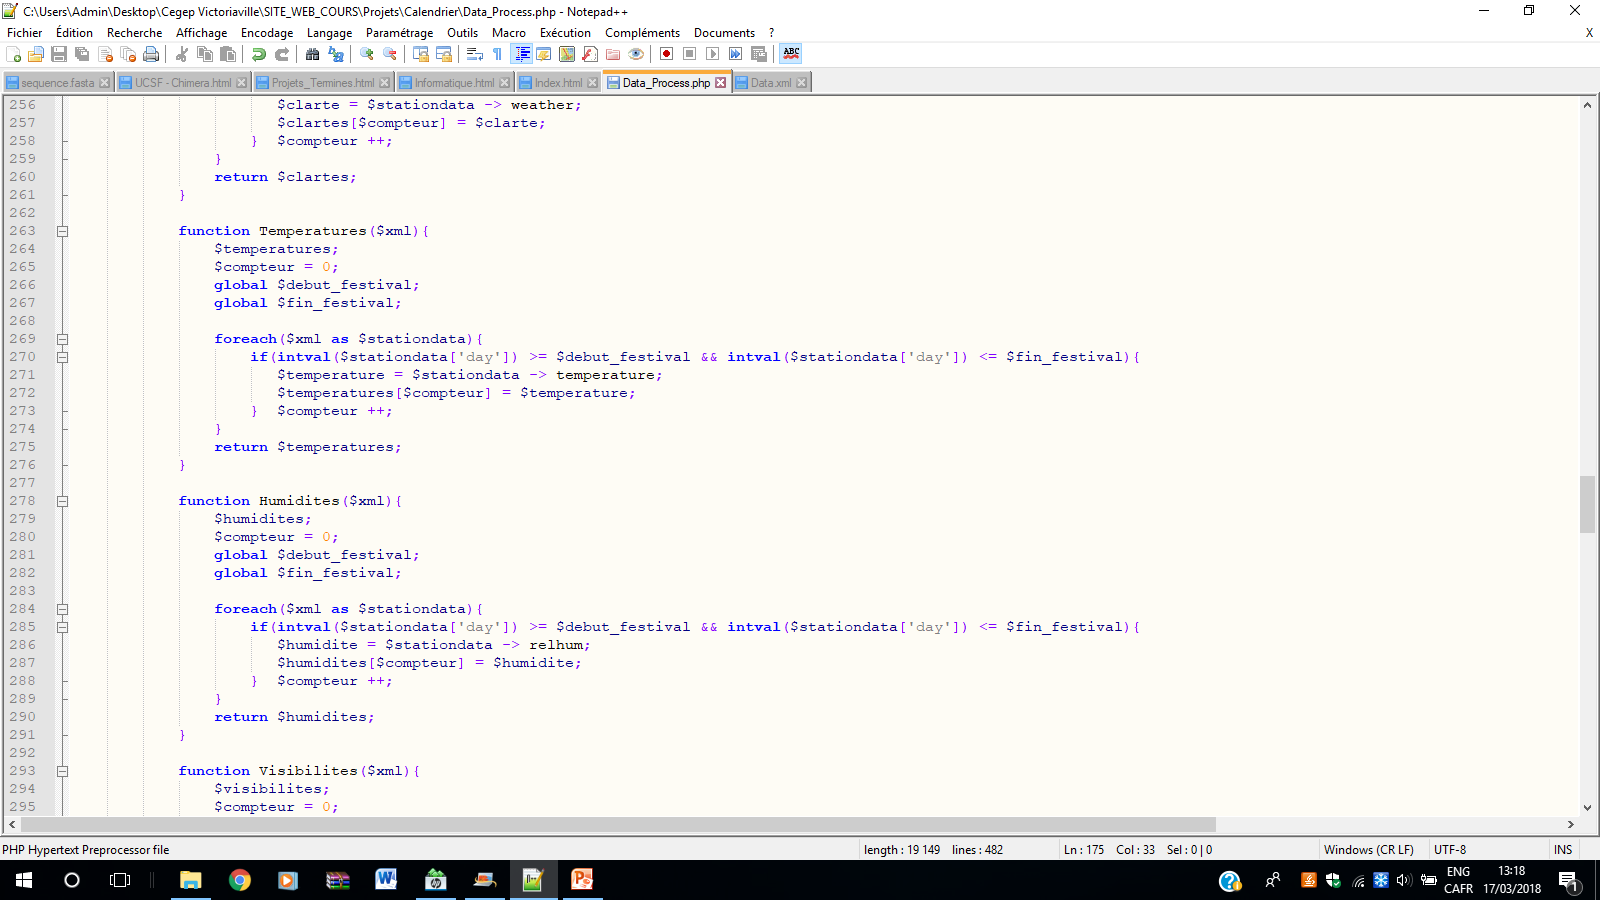 C:\Users\Admin\Desktop\Cegep Victoriaville\SITE_WEB_COURS\Projets\Calendrier\Data_Process.php - Notepad++
Fichier Édition Recherche Affichage Encodage Langage Paramétrage Outils Macro Exécution Compléments Documents ? X
sequence.fasta UCSF - Chimera.html Projets_Termines.html Informatique.html Index.html Data_Process.php Data.xml
256 $clarte = $stationdata -> weather;
257 $clartes[$compteur] = $clarte;
258 } $compteur ++;
259 }
260 return $clartes;
261 }
262
263 function Temperatures($xml){
264 $temperatures;
265 $compteur = 0;
266 global $debut_festival;
267 global $fin_festival;
268
269 foreach($xml as $stationdata){
270 if(intval($stationdata['day']) >= $debut_festival && intval($stationdata['day']) <= $fin_festival){
271 $temperature = $stationdata -> temperature;
272 $temperatures[$compteur] = $temperature;
273 } $compteur ++;
274 }
275 return $temperatures;
276 }
277
278 function Humidites($xml){
279 $humidites;
280 $compteur = 0;
281 global $debut_festival;
282 global $fin_festival;
283
284 foreach($xml as $stationdata){
285 if(intval($stationdata['day']) >= $debut_festival && intval($stationdata['day']) <= $fin_festival){
286 $humidite = $stationdata -> relhum;
287 $humidites[$compteur] = $humidite;
288 } $compteur ++;
289 }
290 return $humidites;
291 }
292
293 function Visibilites($xml){
294 $visibilites;
295 $compteur = 0;
PHP Hypertext Preprocessor file length : 19 149 lines : 482 Ln : 175 Col : 33 Sel : 0 | 0 Windows (CR LF) UTF-8 INS
ENG 13:18
CAFR 17/03/2018 1